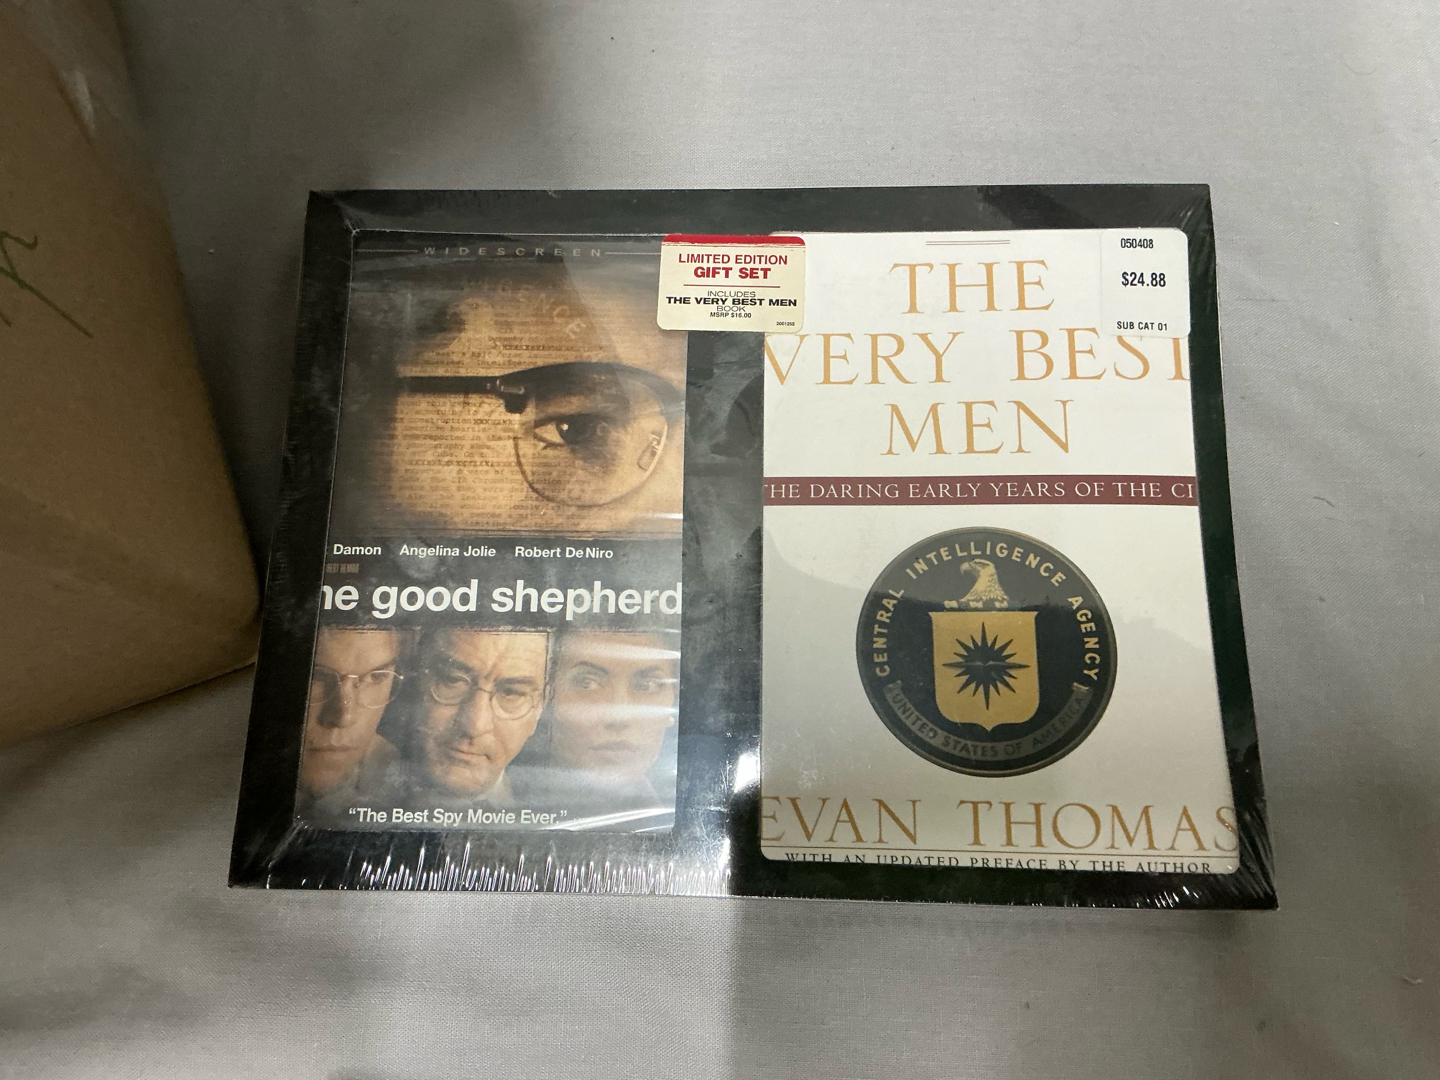 WIDESCREEN
Damon Angelina Jolie Robert De Niro
he good shepherd
“The Best Spy Movie Ever.”
LIMITED EDITION
GIFT SET
INCLUDES
THE VERY BEST MEN
BOOK
MSRP $16.00
050408
$24.88
SUB CAT 01
THE
VERY BEST
MEN
THE DARING EARLY YEARS OF THE CI
CENTRAL INTELLIGENCE AGENCY
UNITED STATES OF AMERICA
EVAN THOMAS
WITH AN UPDATED PREFACE BY THE AUTHOR